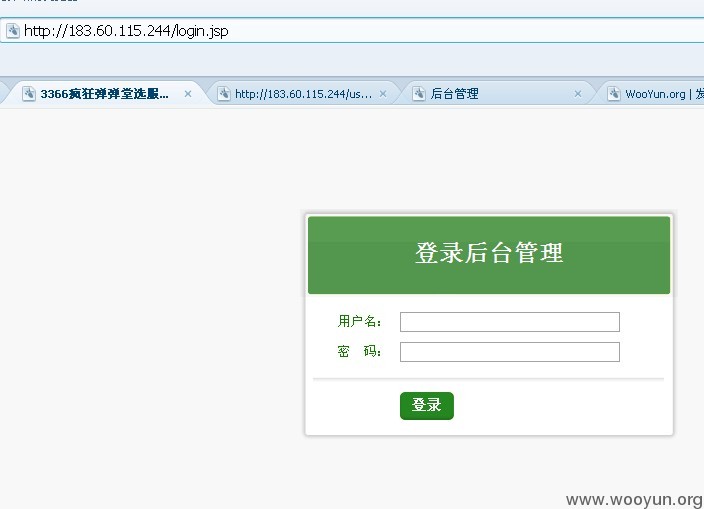 http://183.60.115.244/login.jsp
3366疯狂弹弹堂选服...
http://183.60.115.244/us...
后台管理
WooYun.org | 发
登录后台管理
用户名：
密 码：
登录
www.wooyun.org